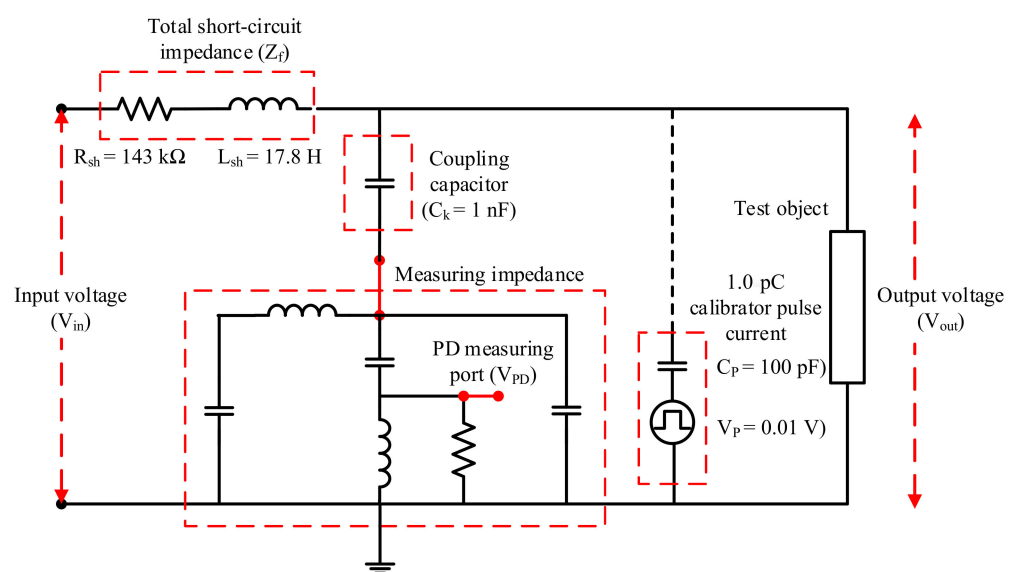 Total short-circuit
impedance (Zf)
Rsh = 143 kΩ
Lsh = 17.8 H
Coupling
capacitor
(Ck = 1 nF)
Test object
Measuring impedance
Input voltage
(Vin)
1.0 pC
calibrator pulse
current
Output voltage
(Vout)
PD measuring
port (VPD)
CP = 100 pF)
VP = 0.01 V)